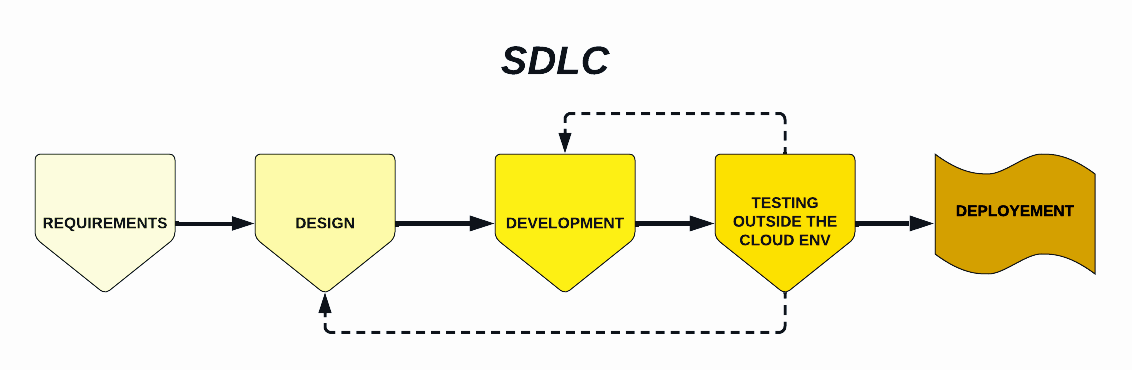 SDLC
REQUIREMENTS
DESIGN
DEVELOPMENT
TESTING
OUTSIDE THE
CLOUD ENV
DEPLOYEMENT